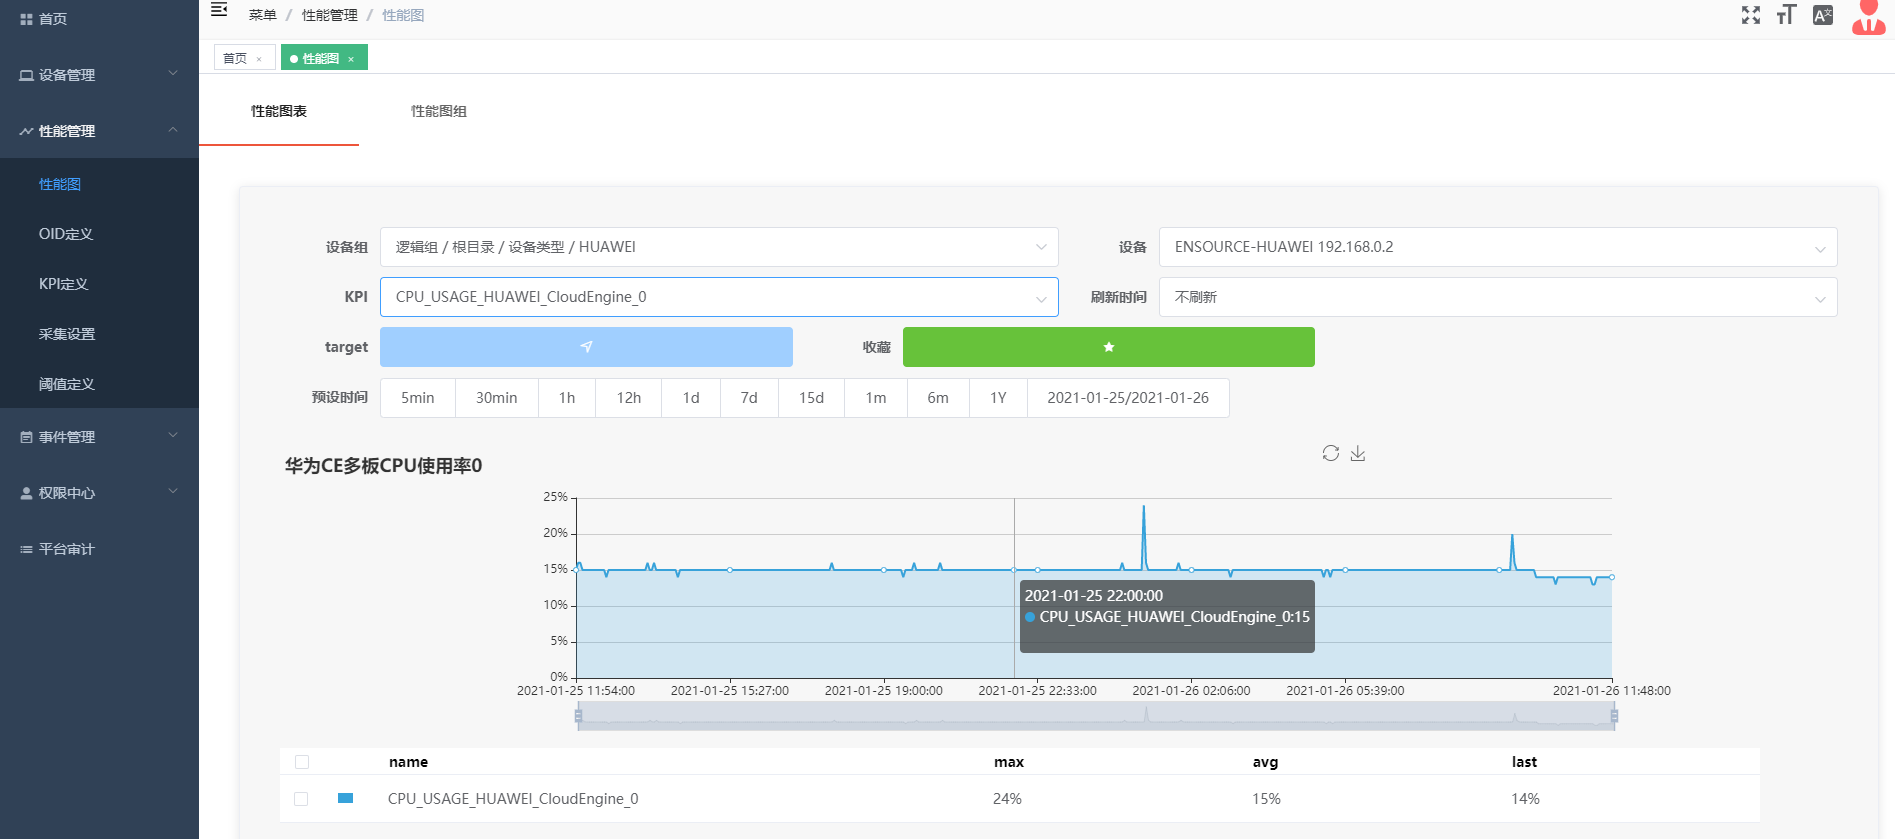 首页
设备管理
性能管理
性能图
OID定义
KPI定义
采集设置
阈值定义
事件管理
权限中心
平台审计
菜单 / 性能管理 / 性能图
首页 × 性能图 ×
性能图表 性能图组
设备组 逻辑组 / 根目录 / 设备类型 / HUAWEI 设备 ENSOURCE-HUAWEI 192.168.0.2
KPI CPU_USAGE_HUAWEI_CloudEngine_0 刷新时间 不刷新
target 收藏
预设时间 5min 30min 1h 12h 1d 7d 15d 1m 6m 1Y 2021-01-25/2021-01-26
华为CE多板CPU使用率0
25%
20%
15%
10%
5%
0%
2021-01-25 22:00:00
CPU_USAGE_HUAWEI_CloudEngine_0:15
2021-01-25 11:54:00 2021-01-25 15:27:00 2021-01-25 19:00:00 2021-01-25 22:33:00 2021-01-26 02:06:00 2021-01-26 05:39:00 2021-01-26 11:48:00
name max avg last
CPU_USAGE_HUAWEI_CloudEngine_0 24% 15% 14%